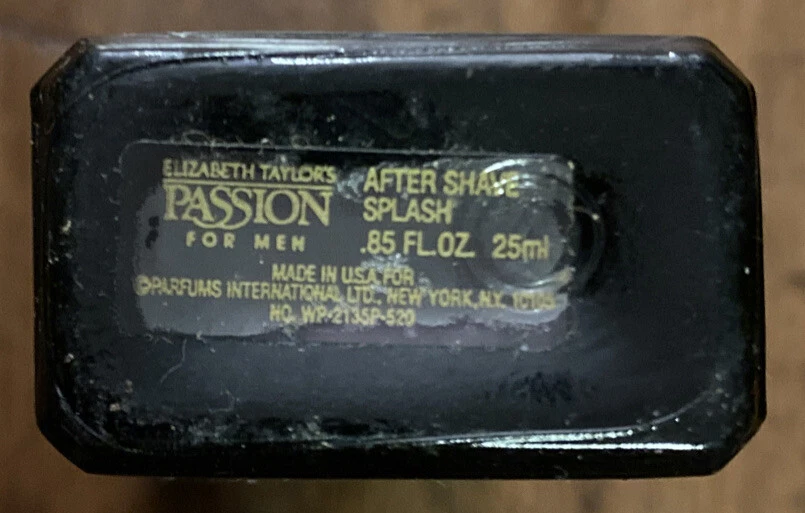 ELIZABETH TAYLOR'S
PASSION
FOR MEN
AFTER SHAVE
SPLASH
.85 FL.OZ. 25ml
MADE IN U.S.A. FOR
©PARFUMS INTERNATIONAL LTD., NEW YORK, N.Y.
NO. WP-2135P-520